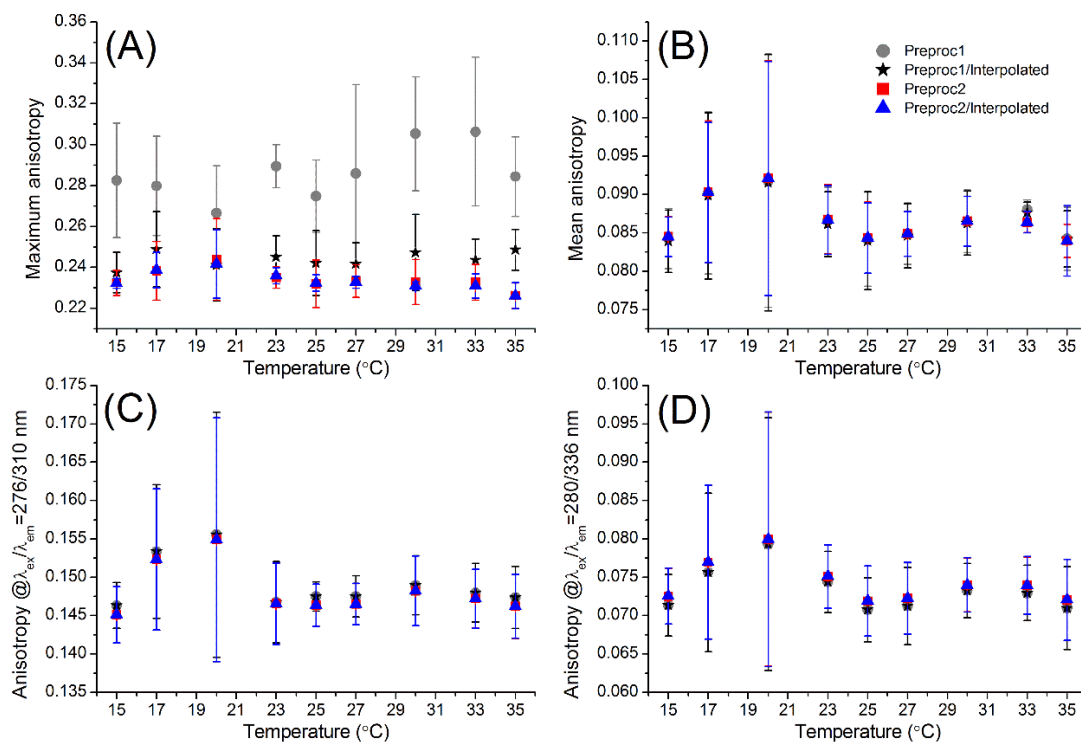 (A)
Maximum anisotropy
0.36
0.34
0.32
0.30
0.28
0.26
0.24
0.22
15 17 19 21 23 25 27 29 31 33 35
Temperature (°C)
(B)
Mean anisotropy
0.110
0.105
0.100
0.095
0.090
0.085
0.080
0.075
Preproc1
Preproc1/Interpolated
Preproc2
Preproc2/Interpolated
15 17 19 21 23 25 27 29 31 33 35
Temperature (°C)
(C)
Anisotropy @λex/λem=276/310 nm
0.175
0.170
0.165
0.160
0.155
0.150
0.145
0.140
0.135
15 17 19 21 23 25 27 29 31 33 35
Temperature (°C)
(D)
Anisotropy @λex/λem=280/336 nm
0.100
0.095
0.090
0.085
0.080
0.075
0.070
0.065
0.060
15 17 19 21 23 25 27 29 31 33 35
Temperature (°C)